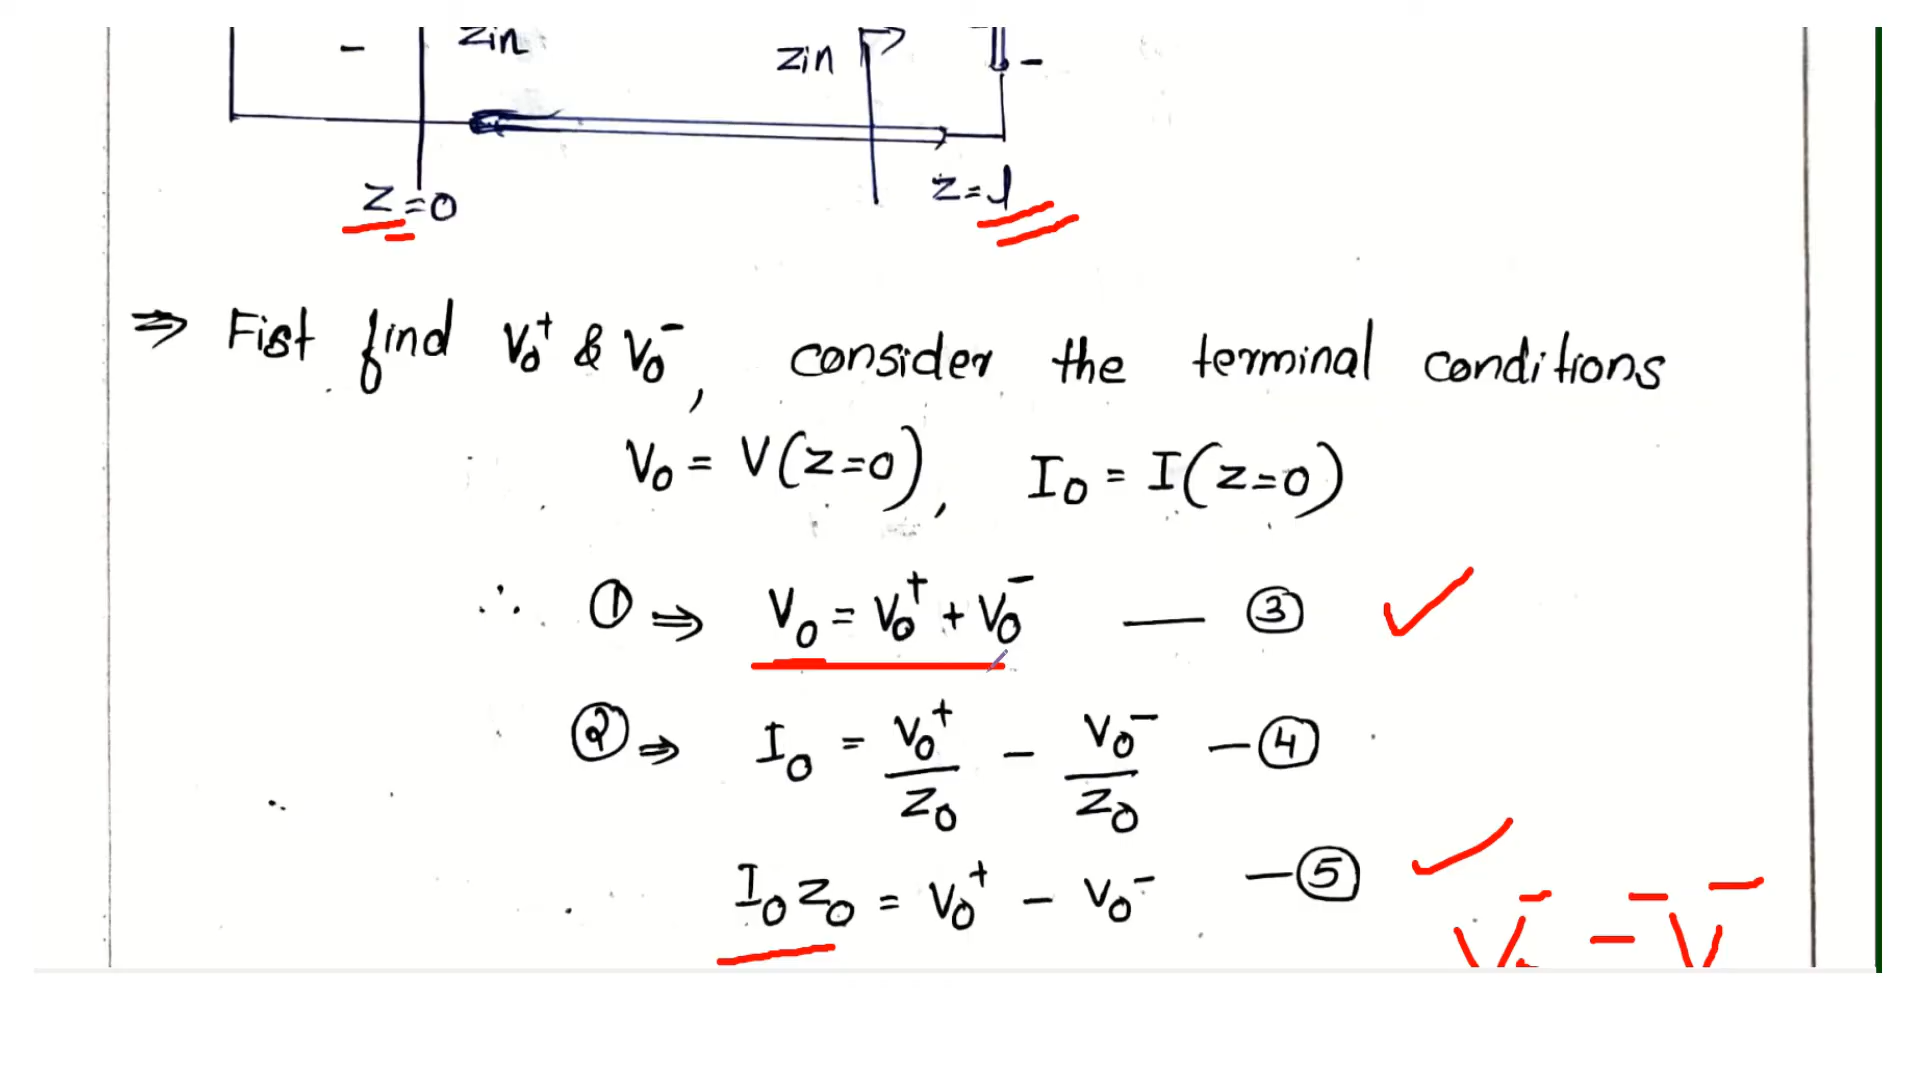 - Zin Zin -
Z=0 Z=l
⇒ Fist find V₀⁺ & V₀⁻, consider the terminal conditions
V₀ = V(z=0), I₀ = I(z=0)
∴ ① ⇒ V₀ = V₀⁺ + V₀⁻ — ③
② ⇒ I₀ = V₀⁺/Z₀ - V₀⁻/Z₀ — ④
I₀Z₀ = V₀⁺ - V₀⁻ — ⑤